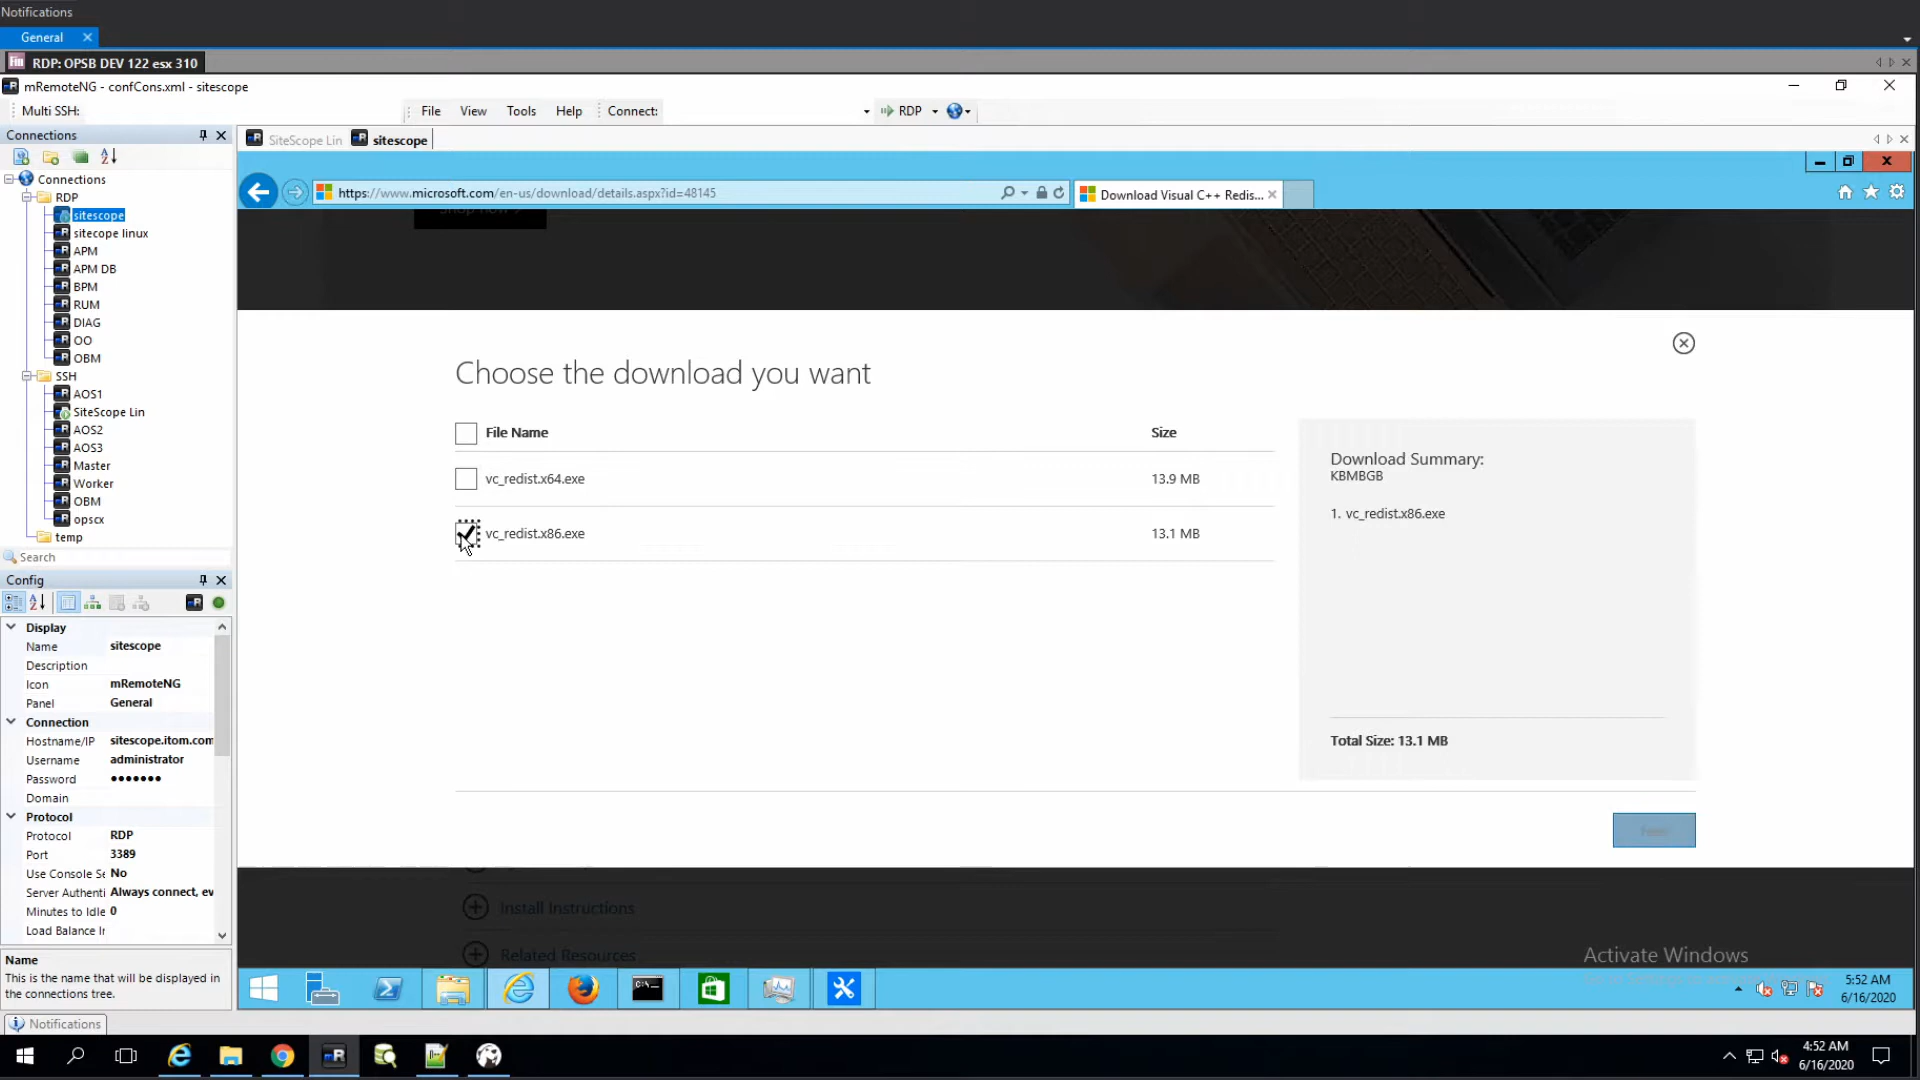 Notifications
General
RDP: OPSB DEV 122 esx 310
mRemoteNG - confCons.xml - sitescope
Multi SSH:
File View Tools Help Connect: RDP
Connections
SiteScope Lin sitescope
https://www.microsoft.com/en-us/download/details.aspx?id=48145
Download Visual C++ Redis...
Connections
RDP
sitescope
sitecope linux
APM
APM DB
BPM
RUM
DIAG
OO
OBM
SSH
AOS1
SiteScope Lin
AOS2
AOS3
Master
Worker
OBM
opscx
temp
Search
Config
Display
Name sitescope
Description
Icon mRemoteNG
Panel General
Connection
Hostname/IP sitescope.itom.com
Username administrator
Password •••••••
Domain
Protocol
Protocol RDP
Port 3389
Use Console Se No
Server Authenti Always connect, ev
Minutes to Idle 0
Load Balance Ir
Name
This is the name that will be displayed in
the connections tree.
Notifications
Shop now >
Choose the download you want
File Name Size
vc_redist.x64.exe 13.9 MB
vc_redist.x86.exe 13.1 MB
Download Summary:
KBMBGB
1. vc_redist.x86.exe
Total Size: 13.1 MB
Install Instructions
Related Resources
Activate Windows
5:52 AM
6/16/2020
4:52 AM
6/16/2020